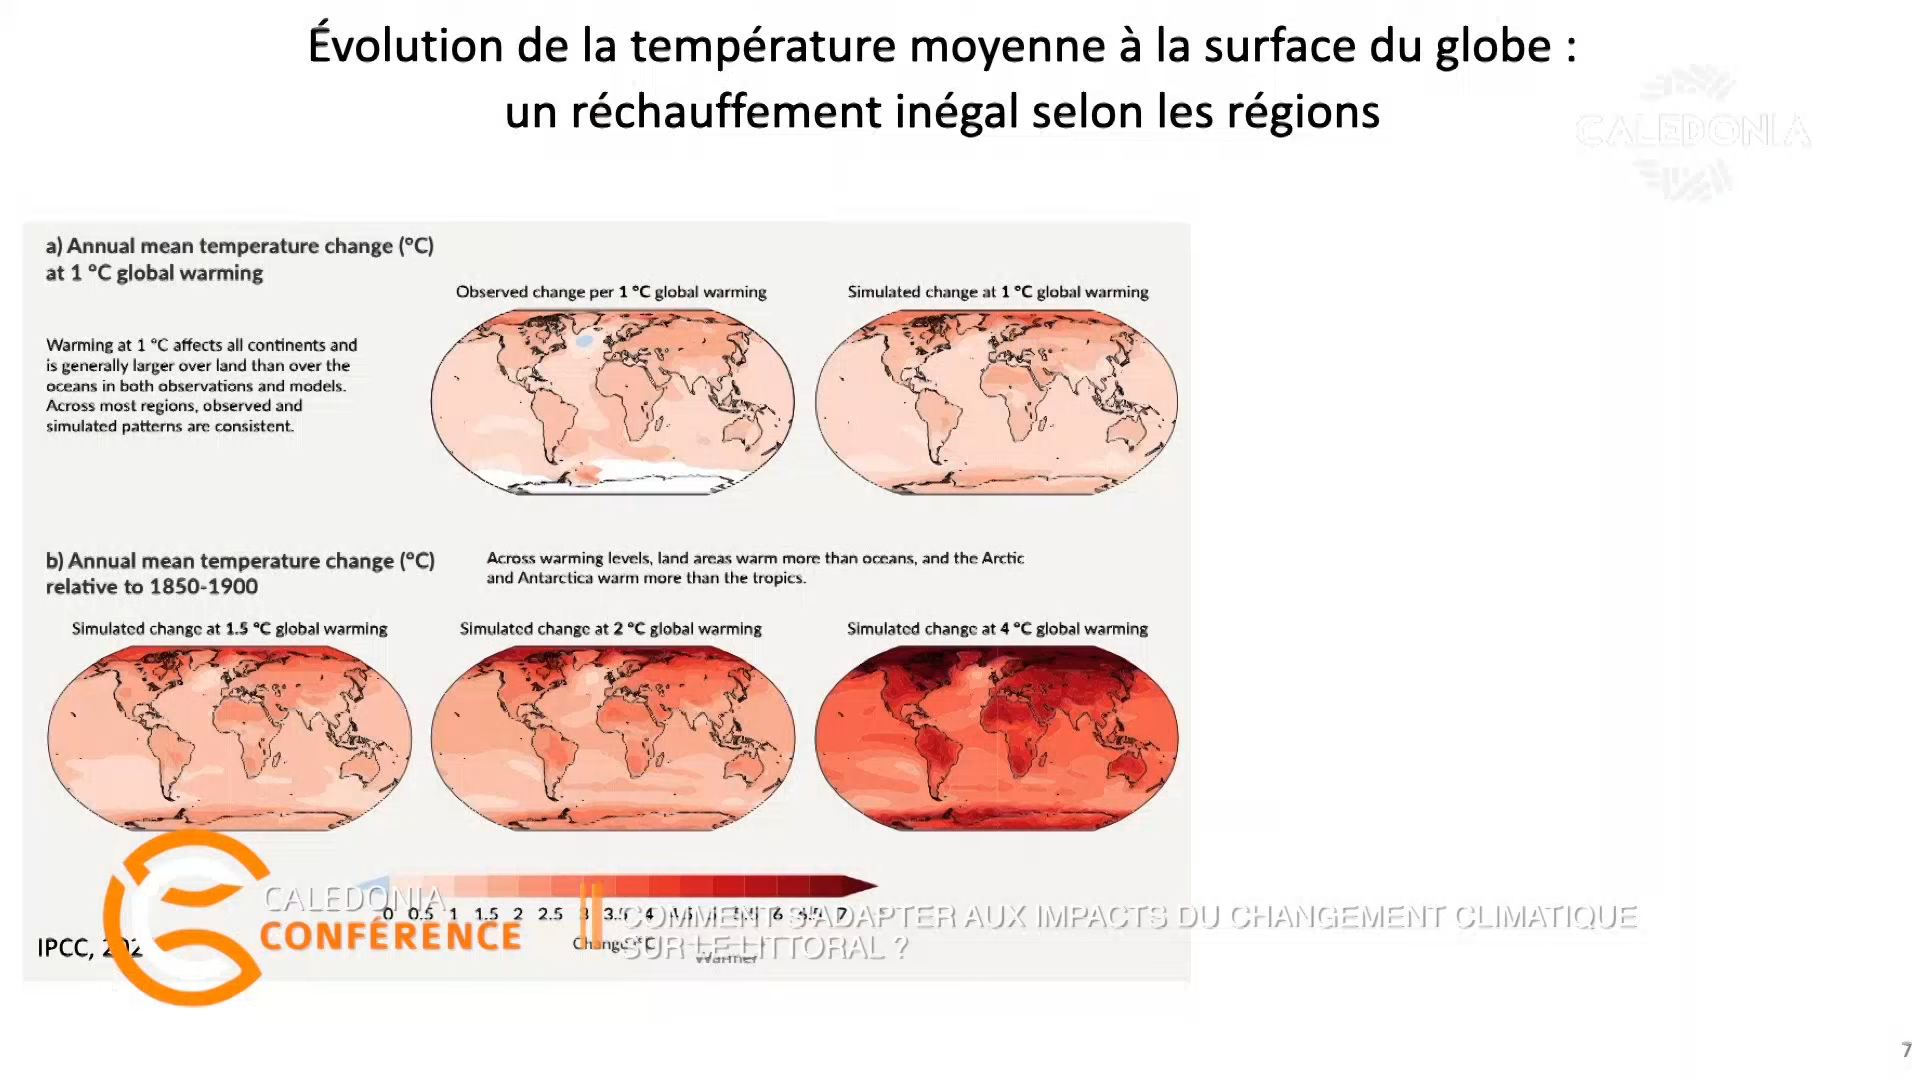 Évolution de la température moyenne à la surface du globe :
un réchauffement inégal selon les régions
CALEDONIA
a) Annual mean temperature change (°C)
at 1 °C global warming
Observed change per 1 °C global warming
Simulated change at 1 °C global warming
Warming at 1 °C affects all continents and
is generally larger over land than over the
oceans in both observations and models.
Across most regions, observed and
simulated patterns are consistent.
b) Annual mean temperature change (°C)
relative to 1850-1900
Across warming levels, land areas warm more than oceans, and the Arctic
and Antarctica warm more than the tropics.
Simulated change at 1.5 °C global warming
Simulated change at 2 °C global warming
Simulated change at 4 °C global warming
0 0.5 1 1.5 2 2.5 3 3.5 4 4.5 5 5.5 6 6.5 7
Change (°C)
Warmer
CALEDONIA
CONFÉRENCE
COMMENT S'ADAPTER AUX IMPACTS DU CHANGEMENT CLIMATIQUE
SUR LE LITTORAL ?
IPCC,
7